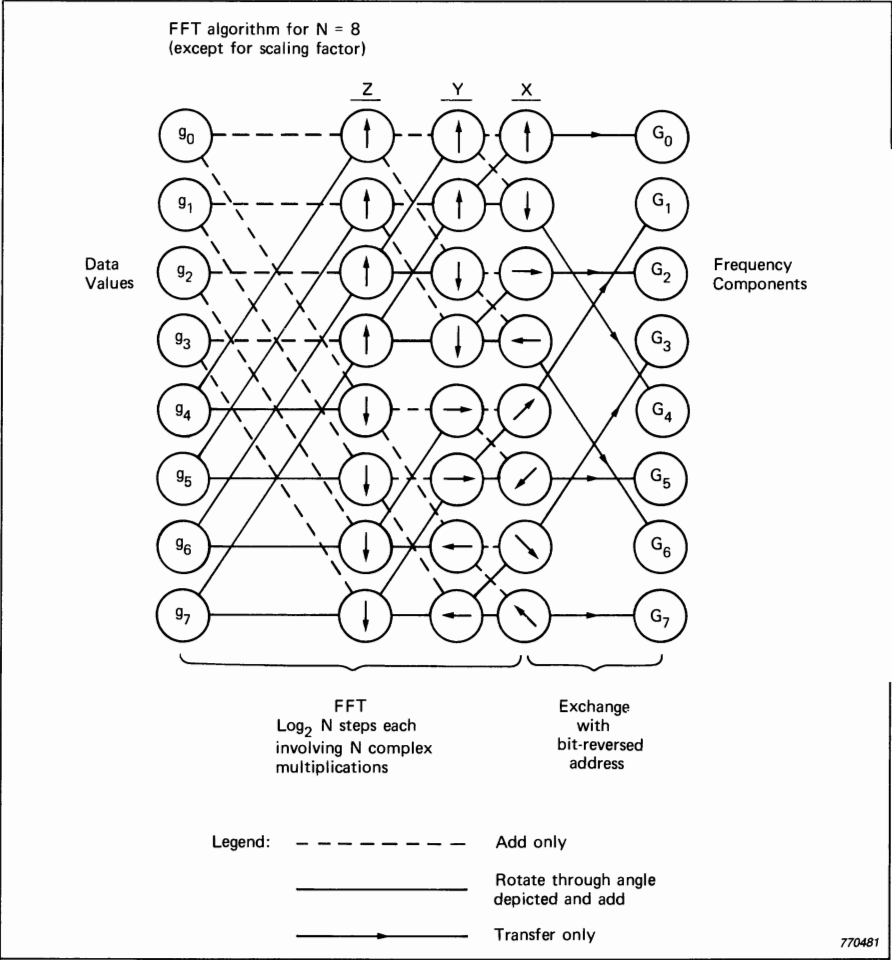 FFT algorithm for N = 8
(except for scaling factor)
Z Y X
g0 G0
g1 G1
Data
Values
g2 G2
Frequency
Components
g3 G3
g4 G4
g5 G5
g6 G6
g7 G7
FFT
Log2 N steps each
involving N complex
multiplications
Exchange
with
bit-reversed
address
Legend:
Add only
Rotate through angle
depicted and add
Transfer only
770481